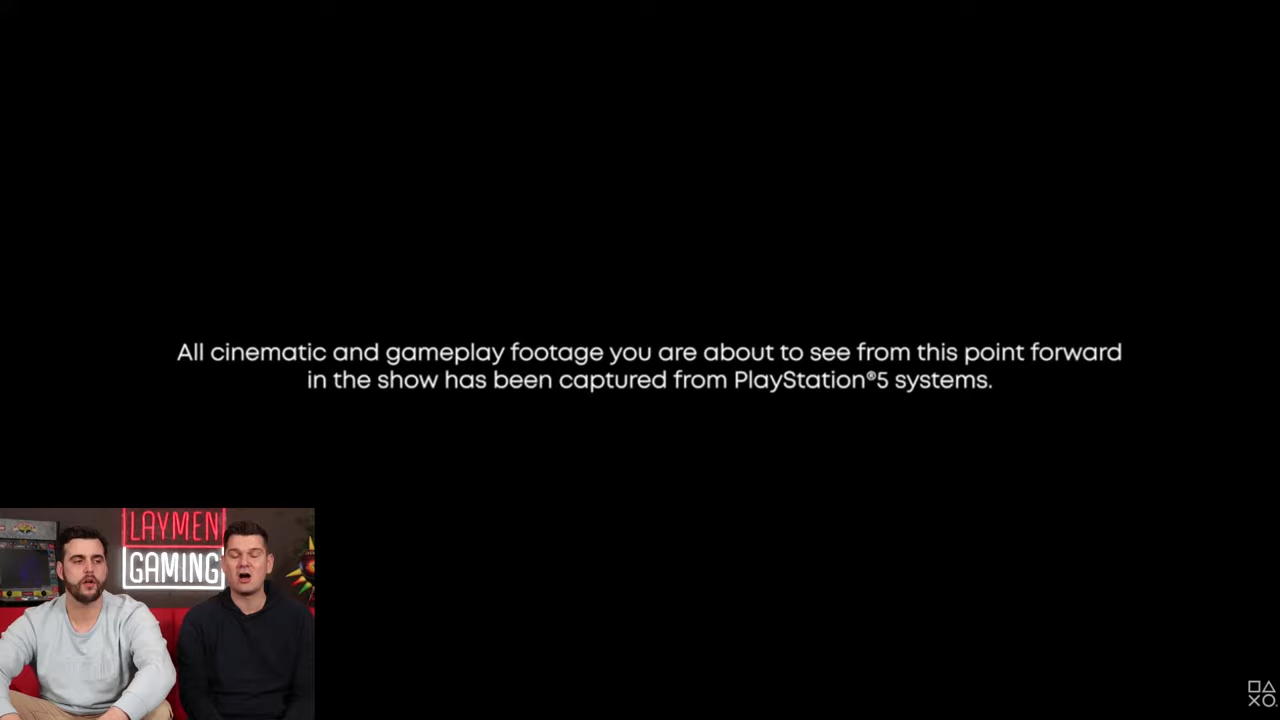 All cinematic and gameplay footage you are about to see from this point forward
in the show has been captured from PlayStation®5 systems.
LAYMEN
GAMING